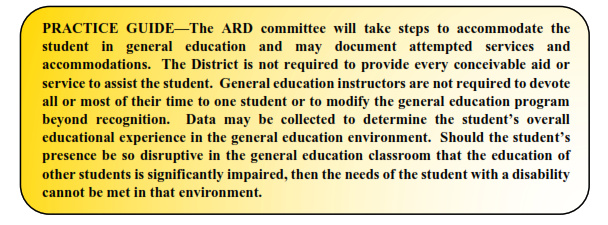 PRACTICE GUIDE—The ARD committee will take steps to accommodate the
student in general education and may document attempted services and
accommodations. The District is not required to provide every conceivable aid or
service to assist the student. General education instructors are not required to devote
all or most of their time to one student or to modify the general education program
beyond recognition. Data may be collected to determine the student's overall
educational experience in the general education environment. Should the student's
presence be so disruptive in the general education classroom that the education of
other students is significantly impaired, then the needs of the student with a disability
cannot be met in that environment.